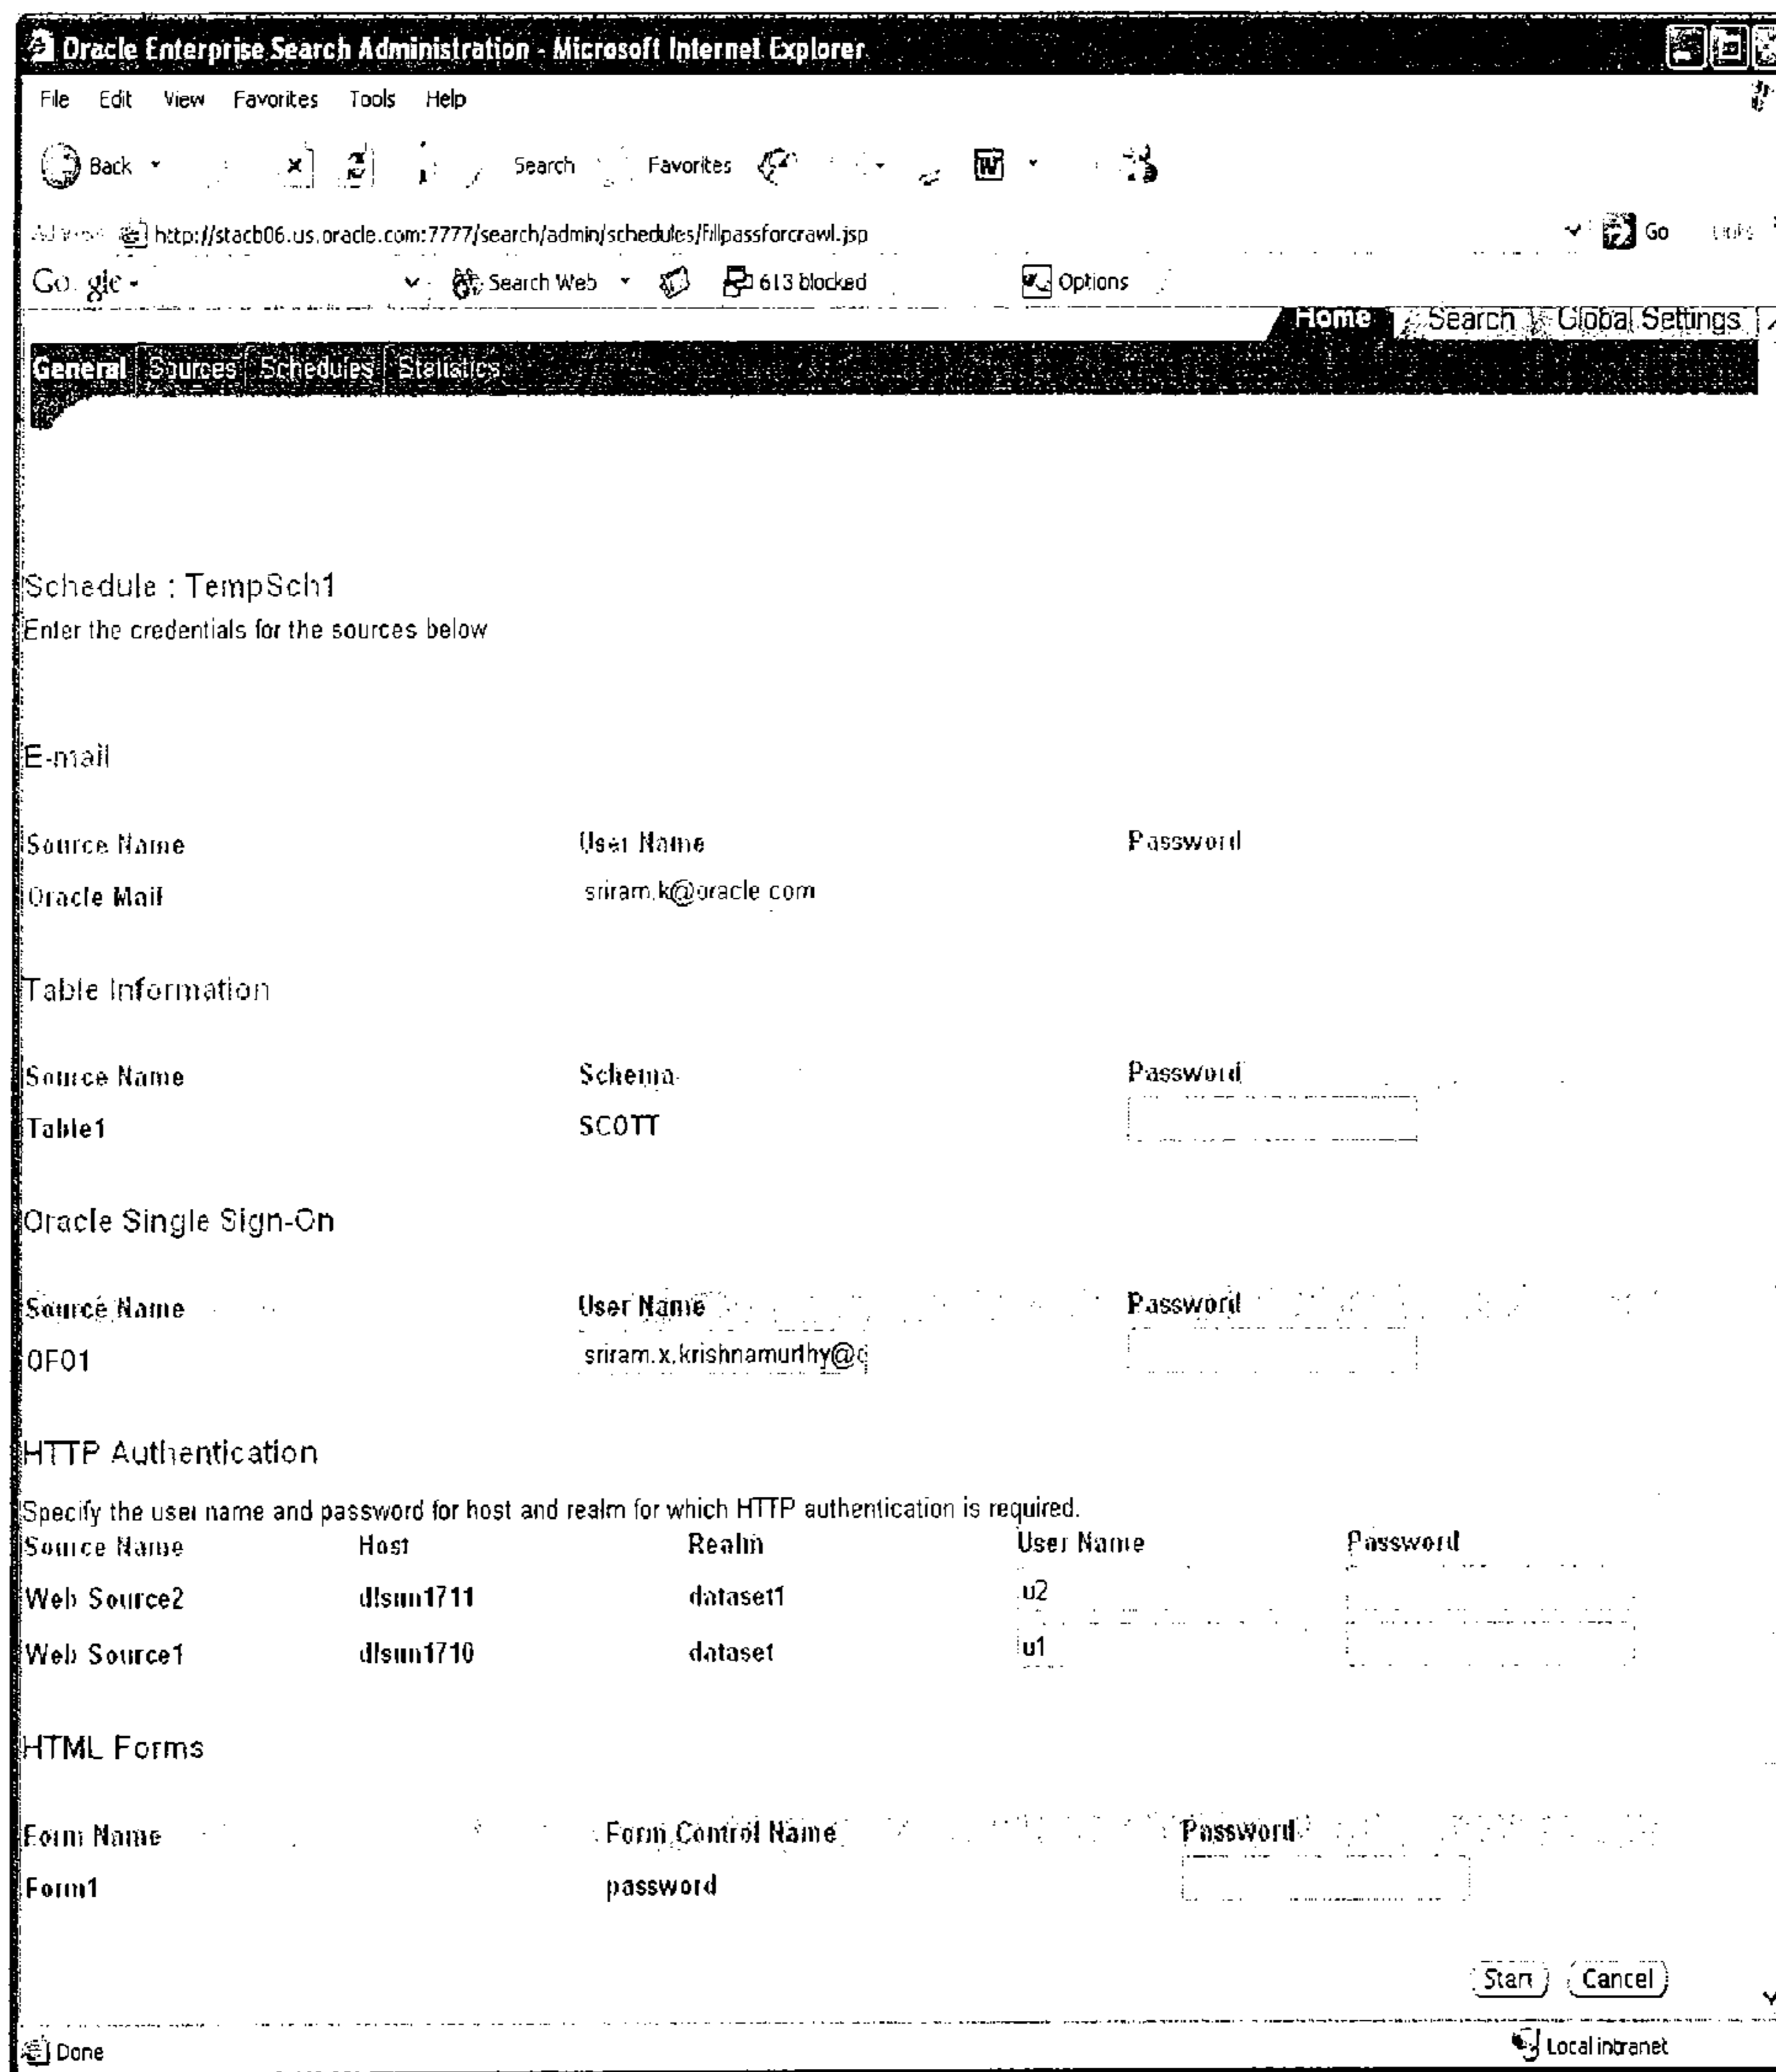 Oracle Enterprise Search Administration - Microsoft Internet Explorer
File Edit View Favorites Tools Help
Back Search Favorites
http://stacb06.us.oracle.com:7777/search/admin/schedules/fillpassforcrawl.jsp Go Links
Google Search Web 613 blocked Options
Home Search Global Settings
General Sources Schedules Statistics
Schedule : TempSch1
Enter the credentials for the sources below
E-mail
Source Name User Name Password
Oracle Mail sriram.k@oracle.com
Table Information
Source Name Schema Password
Table1 SCOTT
Oracle Single Sign-On
Source Name User Name Password
OFO1 sriram.x.krishnamurthy@o
HTTP Authentication
Specify the user name and password for host and realm for which HTTP authentication is required.
Source Name Host Realm User Name Password
Web Source2 dlsun1711 dataset1 u2
Web Source1 dlsun1710 dataset u1
HTML Forms
Form Name Form Control Name Password
Form1 password
Start Cancel
Done Local intranet